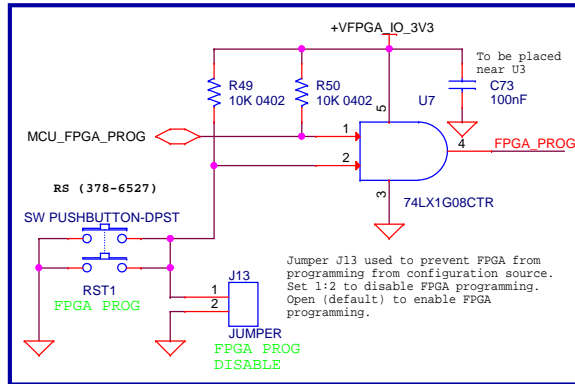 +VFPGA_IO_3V3
To be placed
near U3
R49
10K 0402
R50
10K 0402
C73
100nF
U7
5
MCU_FPGA_PROG
1
2
4
FPGA_PROG
3
74LX1G08CTR
RS (378-6527)
SW PUSHBUTTON-DPST
RST1
FPGA PROG
J13
1
2
JUMPER
FPGA PROG
DISABLE
Jumper J13 used to prevent FPGA from
programming from configuration source.
Set 1:2 to disable FPGA programming.
Open (default) to enable FPGA
programming.